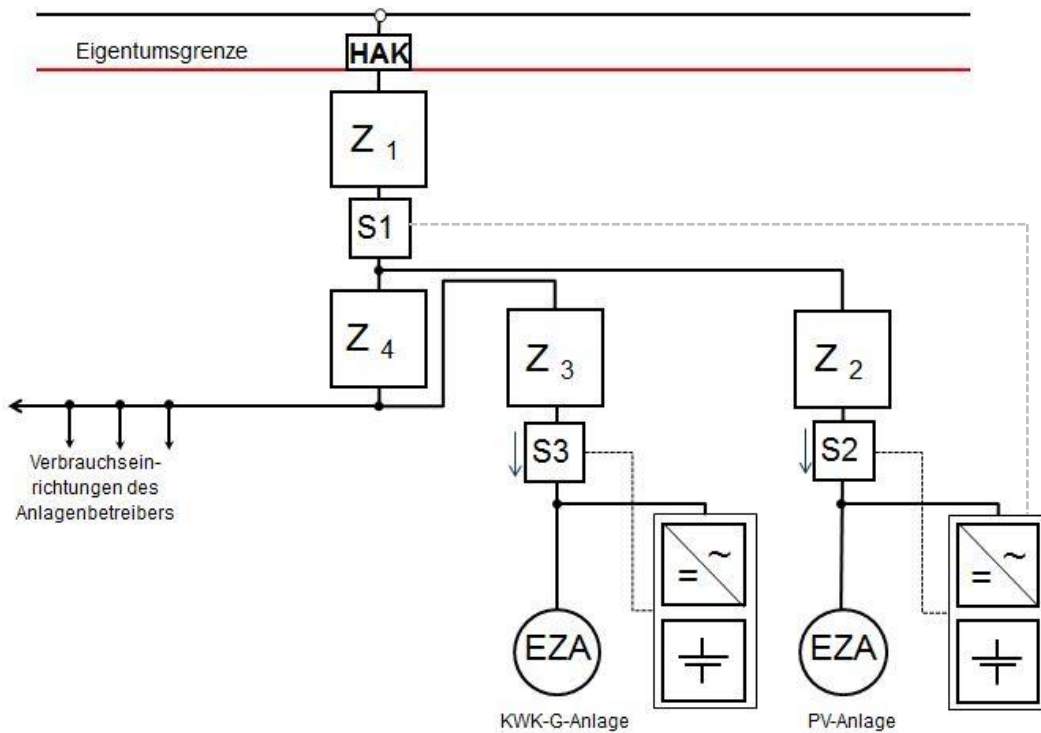 Eigentumsgrenze
HAK
Z 1
S1
Z 4
Z 3
Z 2
S3
S2
Verbrauchsein-
richtungen des
Anlagenbetreibers
= ~
= ~
EZA
EZA
KWK-G-Anlage
PV-Anlage